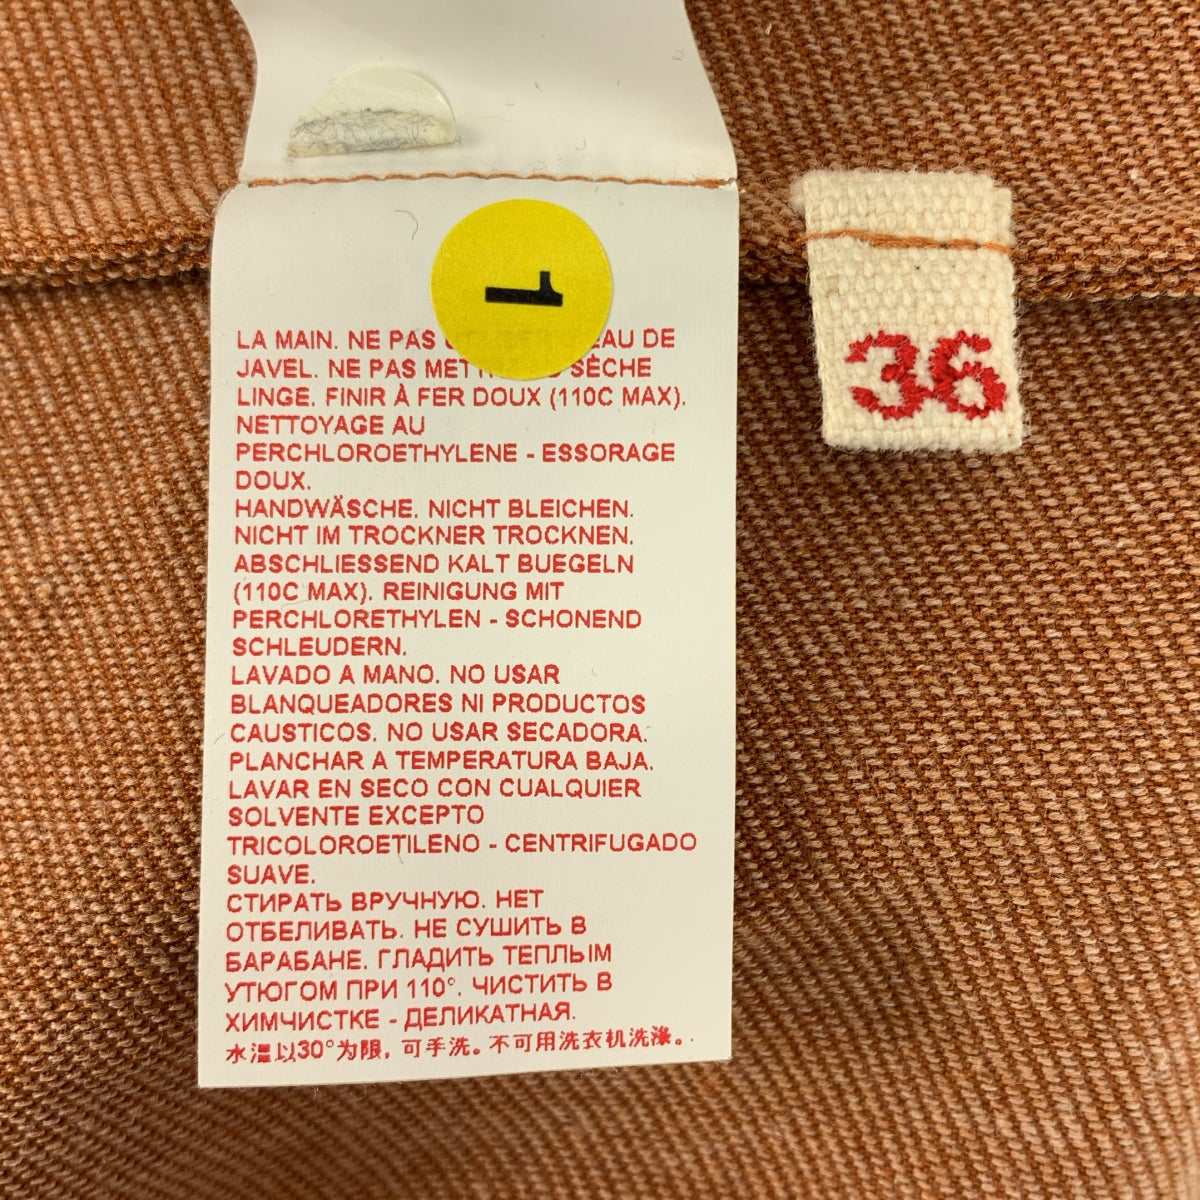 1
LA MAIN. NE PAS EAU DE
JAVEL. NE PAS SÈCHE
LINGE. FINIR À FER DOUX (110C MAX).
NETTOYAGE AU
PERCHLOROETHYLENE - ESSORAGE
DOUX.
HANDWÄSCHE. NICHT BLEICHEN.
NICHT IM TROCKNER TROCKNEN.
ABSCHLIESSEND KALT BUEGELN
(110C MAX). REINIGUNG MIT
PERCHLORETHYLEN - SCHONEND
SCHLEUDERN.
LAVADO A MANO. NO USAR
BLANQUEADORES NI PRODUCTOS
CAUSTICOS. NO USAR SECADORA.
PLANCHAR A TEMPERATURA BAJA.
LAVAR EN SECO CON CUALQUIER
SOLVENTE EXCEPTO
TRICOLOROETILENO - CENTRIFUGADO
SUAVE.
СТИРАТЬ ВРУЧНУЮ. НЕТ
ОТБЕЛИВАТЬ. НЕ СУШИТЬ В
БАРАБАНЕ. ГЛАДИТЬ ТЕПЛЫМ
УТЮГОМ ПРИ 110°. ЧИСТИТЬ В
ХИМЧИСТКЕ - ДЕЛИКАТНАЯ.
水温以30°为限，可手洗。不可用洗衣机洗涤。
36